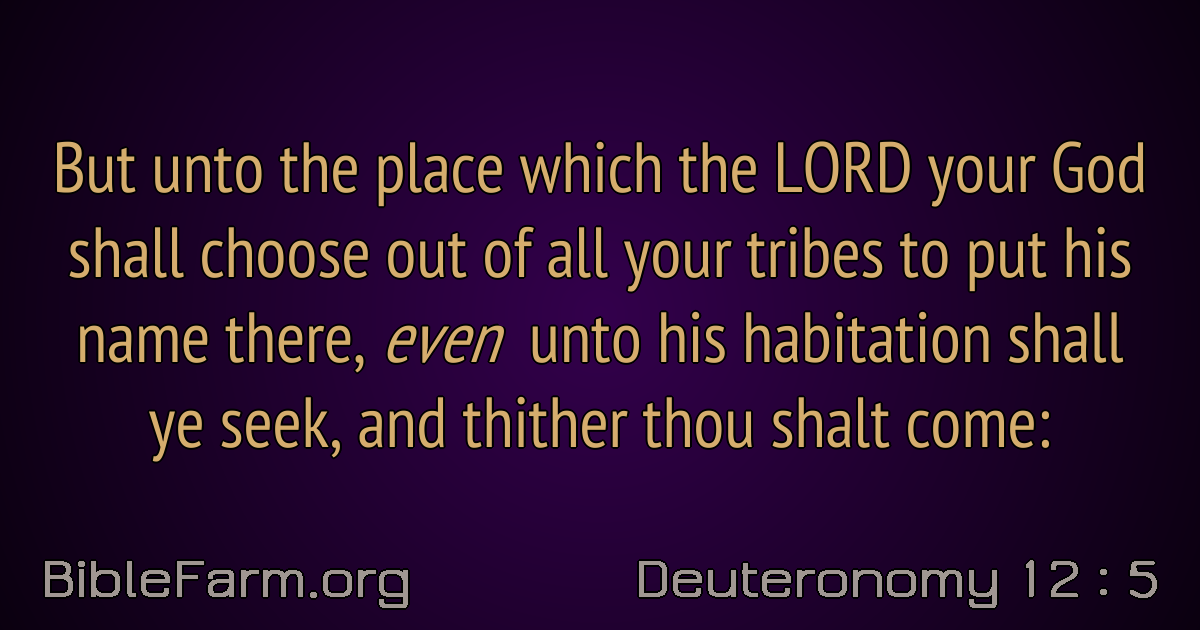 But unto the place which the LORD your God
shall choose out of all your tribes to put his
name there, even unto his habitation shall
ye seek, and thither thou shalt come:
BibleFarm.org
Deuteronomy 12 : 5